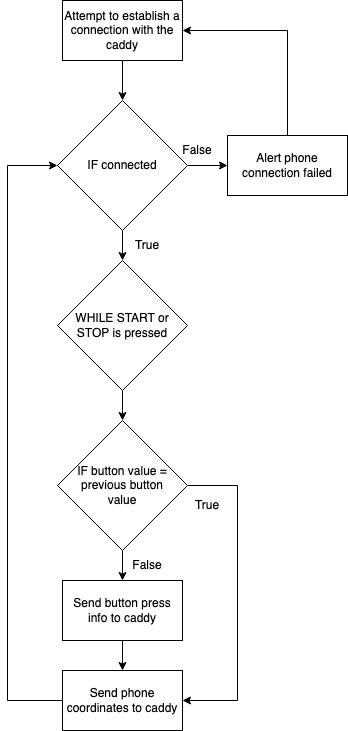 Attempt to establish a
connection with the
caddy
IF connected
False
Alert phone
connection failed
True
WHILE START or
STOP is pressed
IF button value =
previous button
value
True
False
Send button press
info to caddy
Send phone
coordinates to caddy